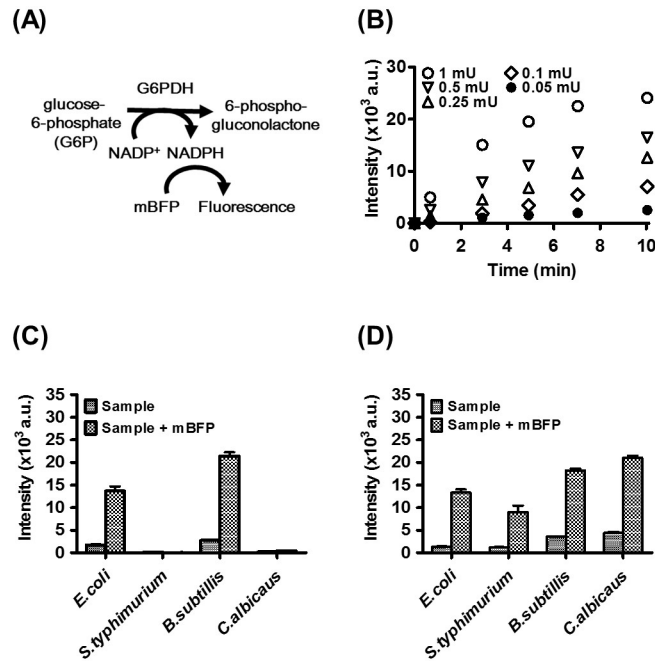 (A)
G6PDH
glucose-
6-phosphate
(G6P)
6-phospho-
gluconolactone
NADP+ NADPH
mBFP Fluorescence
(B)
Intensity (x10³ a.u.)
30
20
10
0
1 mU
0.5 mU
0.25 mU
0.1 mU
0.05 mU
0 2 4 6 8 10
Time (min)
(C)
Intensity (x10³ a.u.)
35
30
25
20
15
10
5
0
Sample
Sample + mBFP
E.coli
S.typhimurium
B.subtillis
C.albicaus
(D)
Intensity (x10³ a.u.)
35
30
25
20
15
10
5
0
Sample
Sample + mBFP
E.coli
S.typhimurium
B.subtillis
C.albicaus